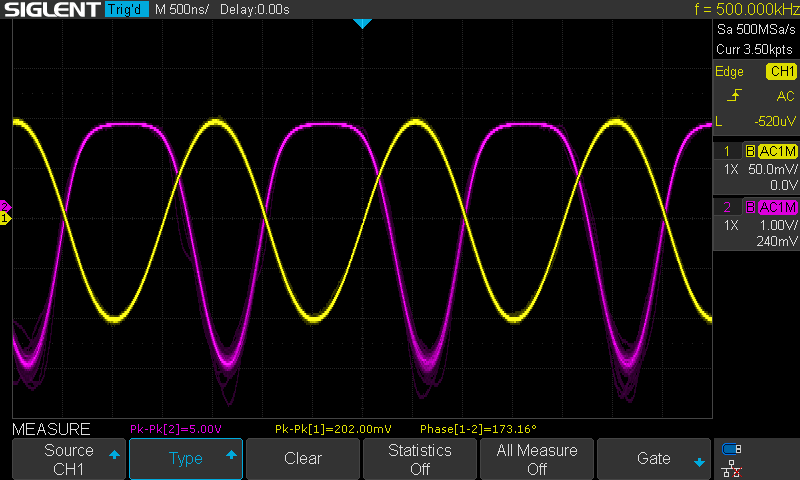 SIGLENT Trig'd M 500ns/ Delay:0.00s f = 500.000kHz
Sa 500MSa/s
Curr 3.50kpts
Edge CH1
AC
L -520uV
1 B AC1M
1X 50.0mV/
0.0V
2 B AC1M
1X 1.00V/
240mV
2
1
MEASURE Pk-Pk[2]=5.00V Pk-Pk[1]=202.00mV Phase[1-2]=173.16°
Source
CH1
Type
Clear
Statistics
Off
All Measure
Off
Gate